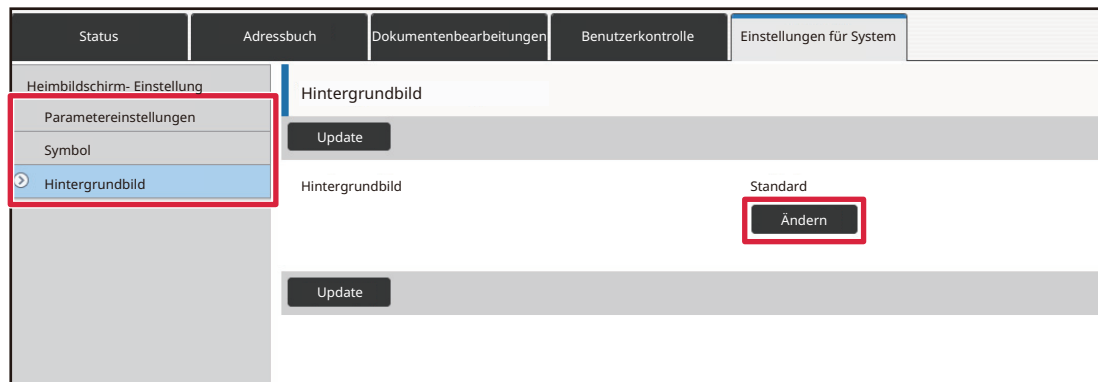 Status Adressbuch Dokumentenbearbeitungen Benutzerkontrolle Einstellungen für System
Heimbildschirm- Einstellung
Parametereinstellungen
Symbol
Hintergrundbild
Hintergrundbild
Update
Hintergrundbild Standard
Ändern
Update